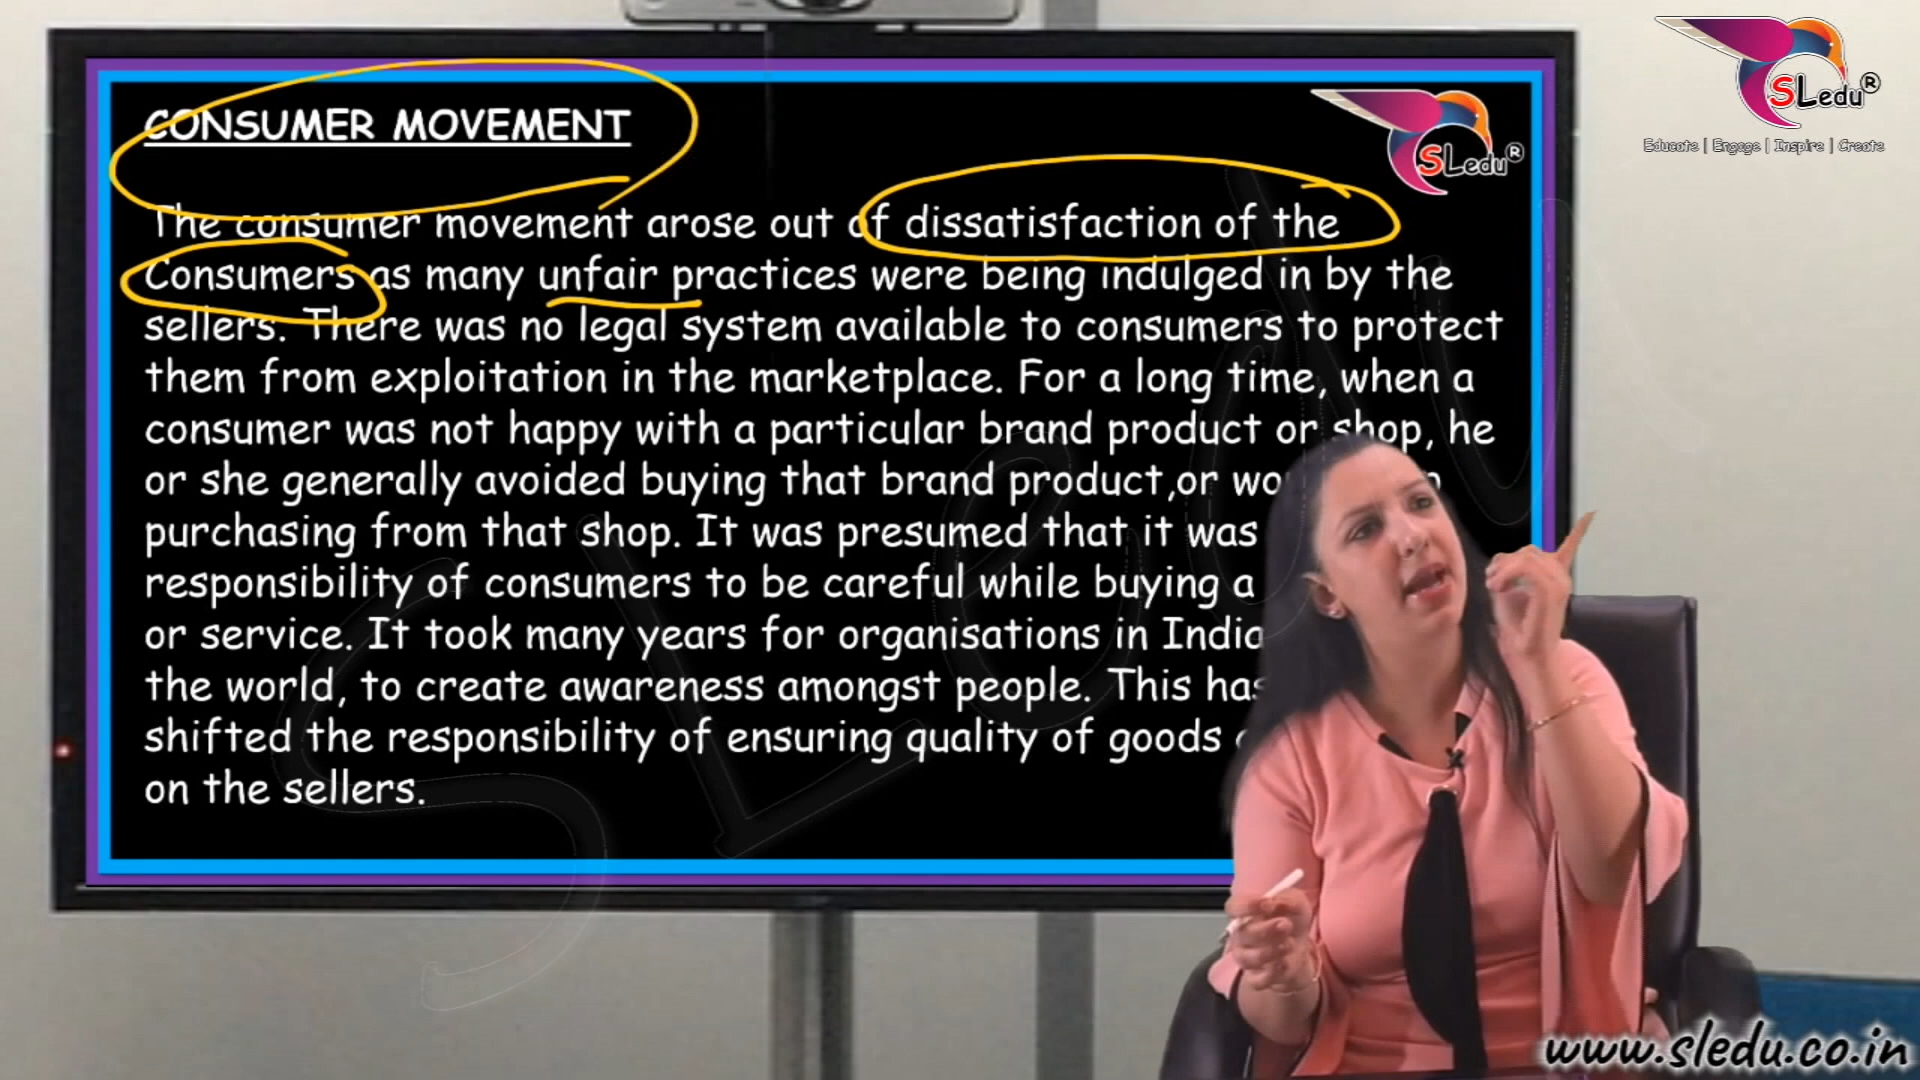 CONSUMER MOVEMENT
The consumer movement arose out of dissatisfaction of the
Consumers as many unfair practices were being indulged in by the
sellers. There was no legal system available to consumers to protect
them from exploitation in the marketplace. For a long time, when a
consumer was not happy with a particular brand product or shop, he
or she generally avoided buying that brand product,or
purchasing from that shop. It was presumed that it was
responsibility of consumers to be careful while buying a
or service. It took many years for organisations in India
the world, to create awareness amongst people. This has
shifted the responsibility of ensuring quality of goods
on the sellers.
SLedu®
SLedu®
Educate | Engage | Inspire | Create
SLedu
www.sledu.co.in